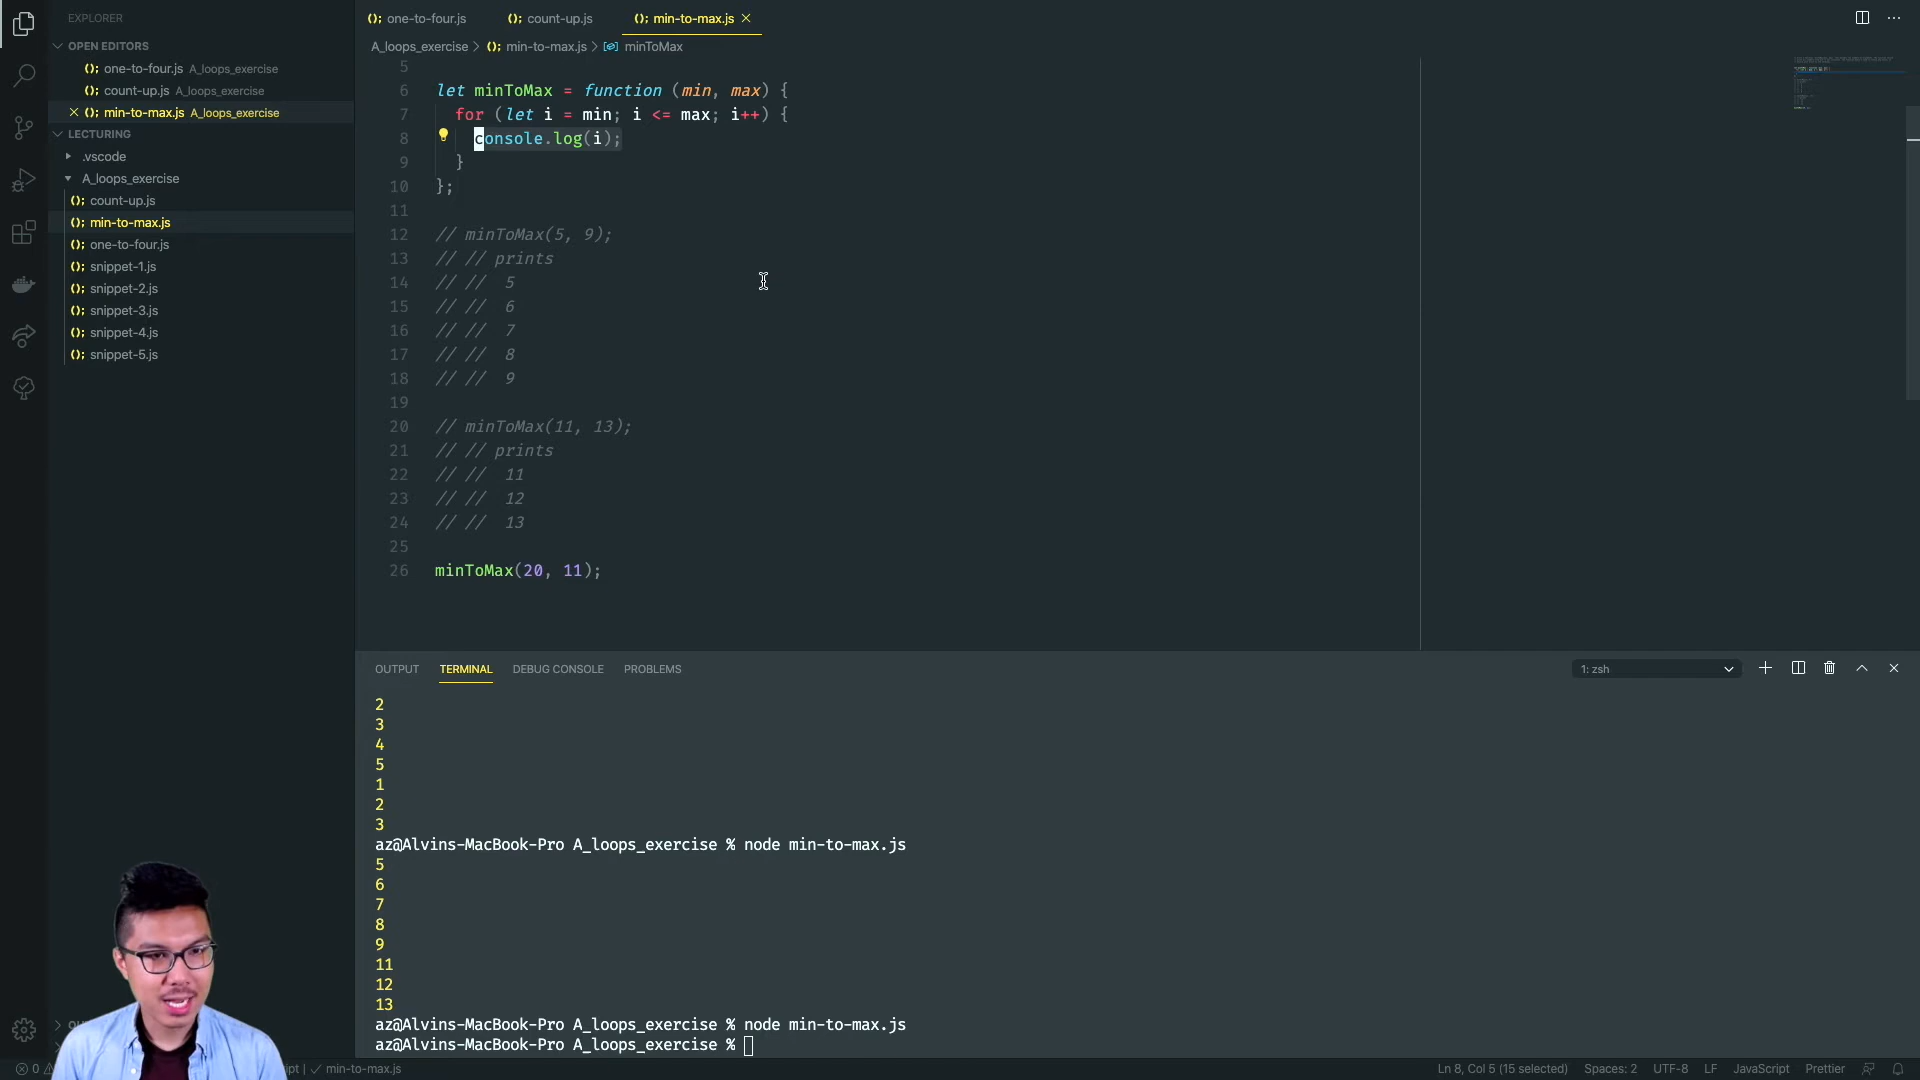 EXPLORER
OPEN EDITORS
one-to-four.js A_loops_exercise
count-up.js A_loops_exercise
min-to-max.js A_loops_exercise
LECTURING
.vscode
A_loops_exercise
count-up.js
min-to-max.js
one-to-four.js
snippet-1.js
snippet-2.js
snippet-3.js
snippet-4.js
snippet-5.js
one-to-four.js count-up.js min-to-max.js
A_loops_exercise > min-to-max.js > minToMax
5
6 let minToMax = function (min, max) {
7 for (let i = min; i <= max; i++) {
8 console.log(i);
9 }
10 };
11
12 // minToMax(5, 9);
13 // // prints
14 // // 5
15 // // 6
16 // // 7
17 // // 8
18 // // 9
19
20 // minToMax(11, 13);
21 // // prints
22 // // 11
23 // // 12
24 // // 13
25
26 minToMax(20, 11);
OUTPUT TERMINAL DEBUG CONSOLE PROBLEMS 1: zsh
2
3
4
5
1
2
3
az@Alvins-MacBook-Pro A_loops_exercise % node min-to-max.js
5
6
7
8
9
11
12
13
az@Alvins-MacBook-Pro A_loops_exercise % node min-to-max.js
az@Alvins-MacBook-Pro A_loops_exercise %
0 min-to-max.js Ln 8, Col 5 (15 selected) Spaces: 2 UTF-8 LF JavaScript Prettier